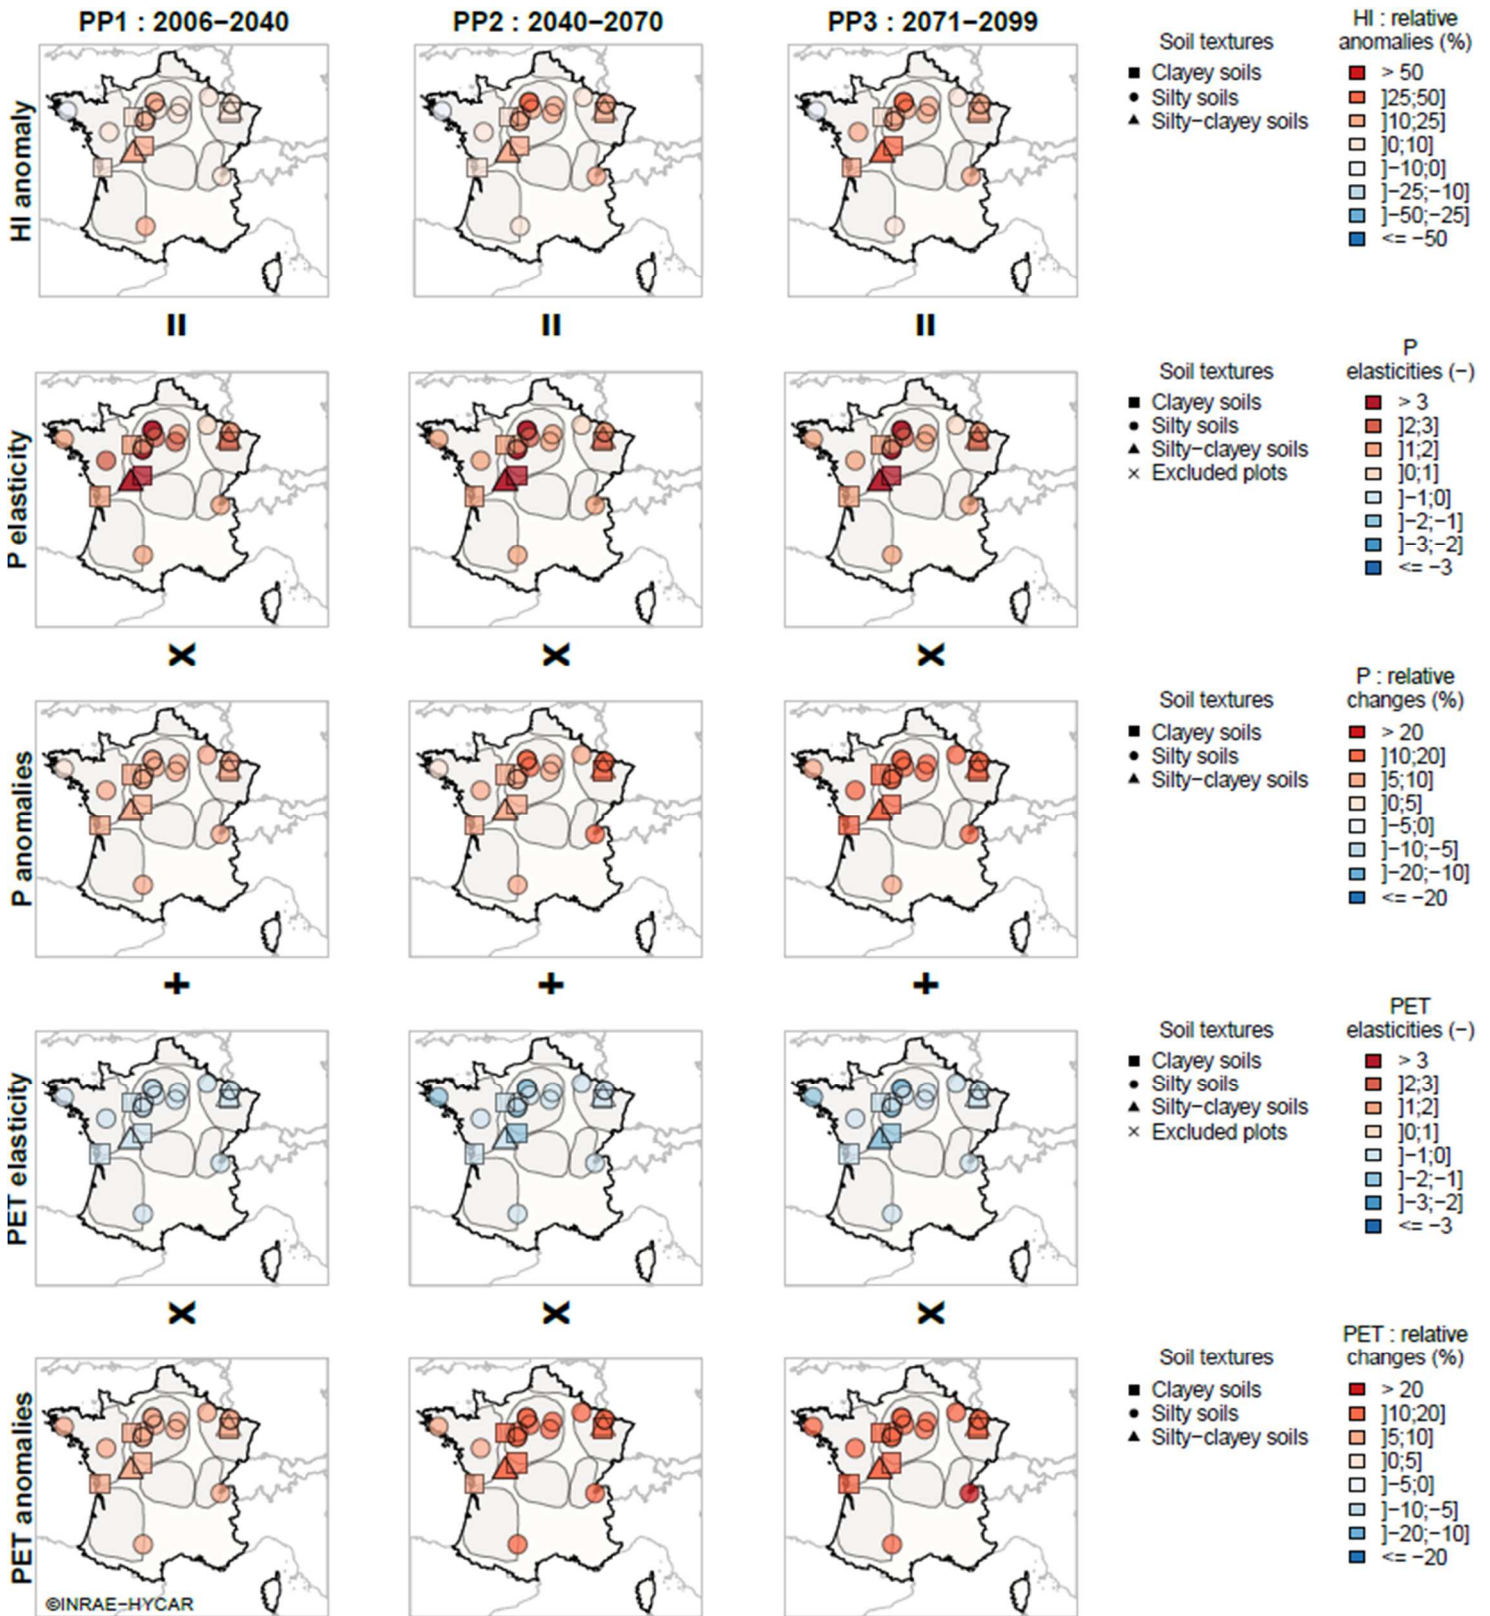 PP1 : 2006−2040
PP2 : 2040−2070
PP3 : 2071−2099
HI anomaly
Soil textures
Clayey soils
Silty soils
Silty−clayey soils
HI : relative
anomalies (%)
> 50
]25;50]
]10;25]
]0;10]
]−10;0]
]−25;−10]
]−50;−25]
<= −50
= = =
P elasticity
Soil textures
Clayey soils
Silty soils
Silty−clayey soils
Excluded plots
P
elasticities (−)
> 3
]2;3]
]1;2]
]0;1]
]−1;0]
]−2;−1]
]−3;−2]
<= −3
x x x
P anomalies
Soil textures
Clayey soils
Silty soils
Silty−clayey soils
P : relative
changes (%)
> 20
]10;20]
]5;10]
]0;5]
]−5;0]
]−10;−5]
]−20;−10]
<= −20
+ + +
PET elasticity
Soil textures
Clayey soils
Silty soils
Silty−clayey soils
Excluded plots
PET
elasticities (−)
> 3
]2;3]
]1;2]
]0;1]
]−1;0]
]−2;−1]
]−3;−2]
<= −3
x x x
PET anomalies
Soil textures
Clayey soils
Silty soils
Silty−clayey soils
PET : relative
changes (%)
> 20
]10;20]
]5;10]
]0;5]
]−5;0]
]−10;−5]
]−20;−10]
<= −20
©INRAE−HYCAR